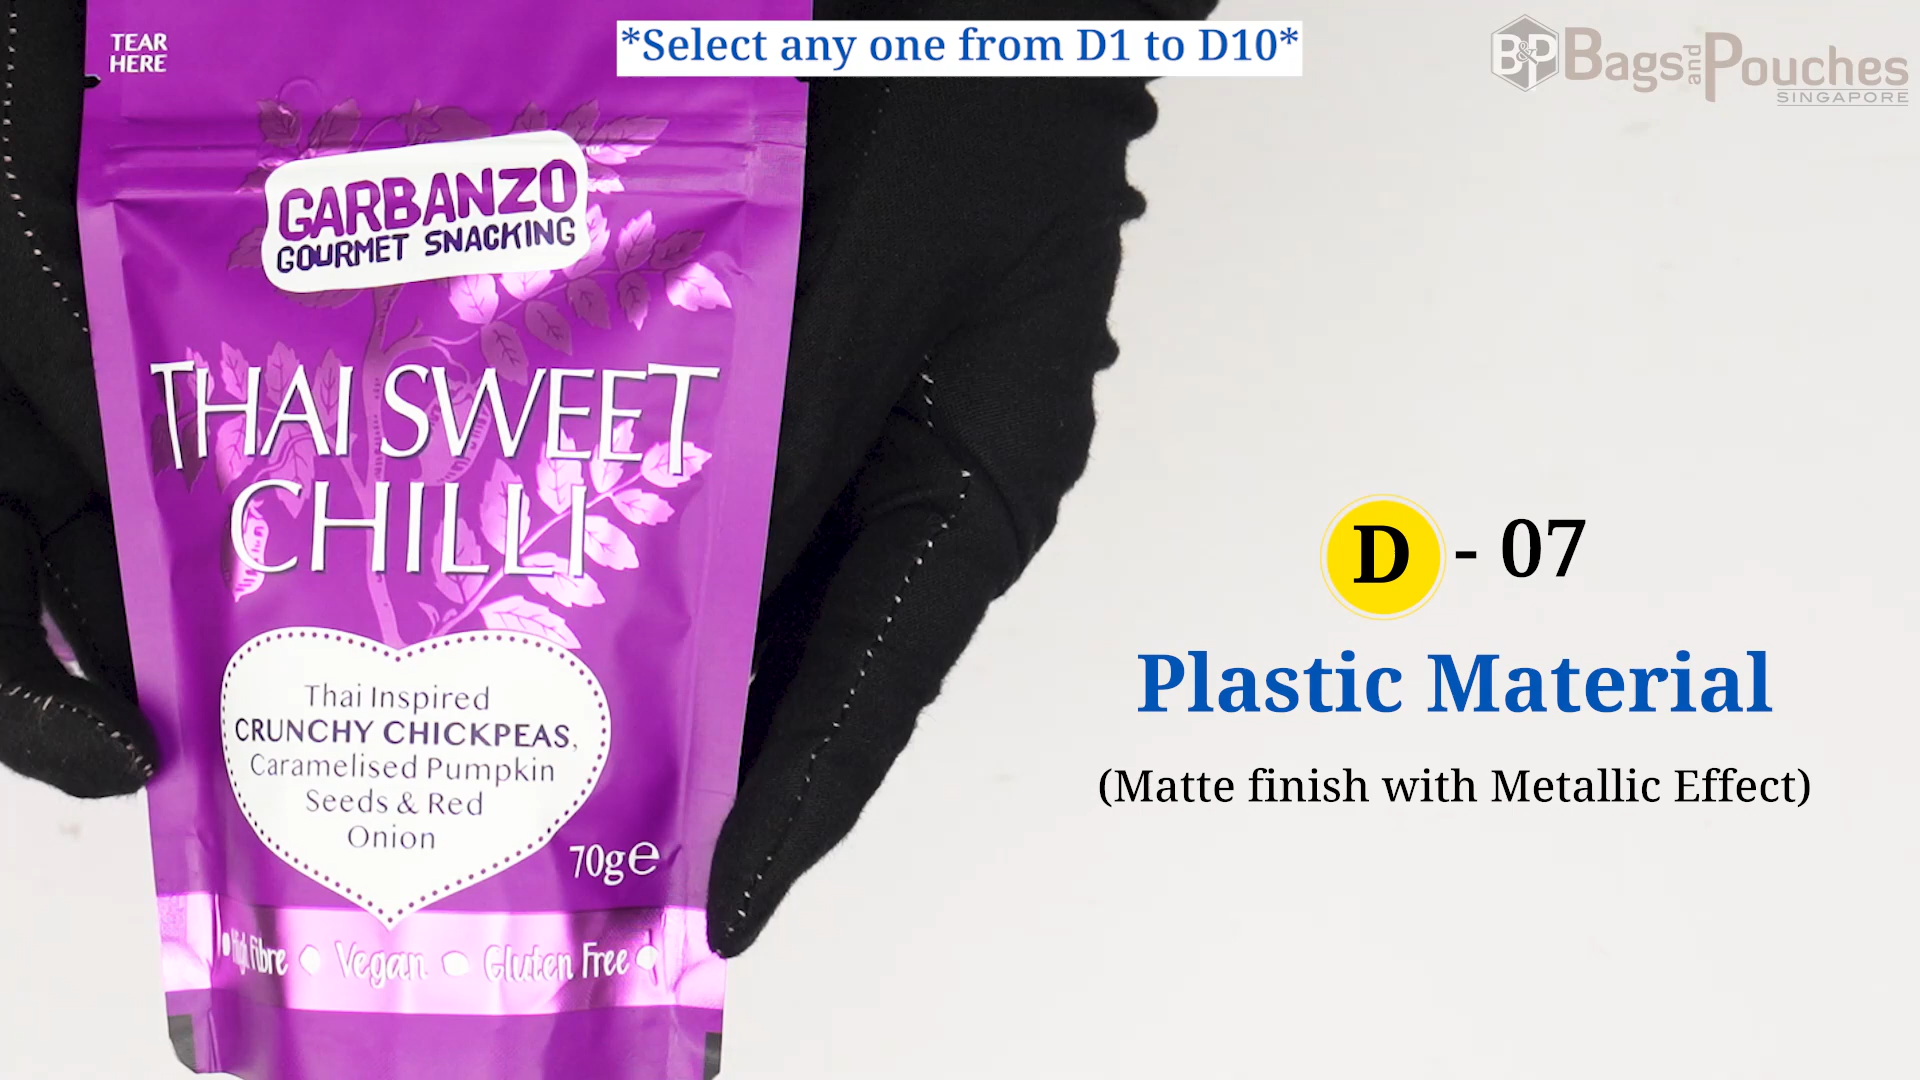 *Select any one from D1 to D10*
B&P Bags and Pouches
SINGAPORE
TEAR
HERE
GARBANZO™
GOURMET SNACKING
THAI SWEET
CHILLI
Thai Inspired
CRUNCHY CHICKPEAS,
Caramelised Pumpkin
Seeds & Red
Onion
70g℮
High Fibre Vegan Gluten Free
D - 07
Plastic Material
(Matte finish with Metallic Effect)